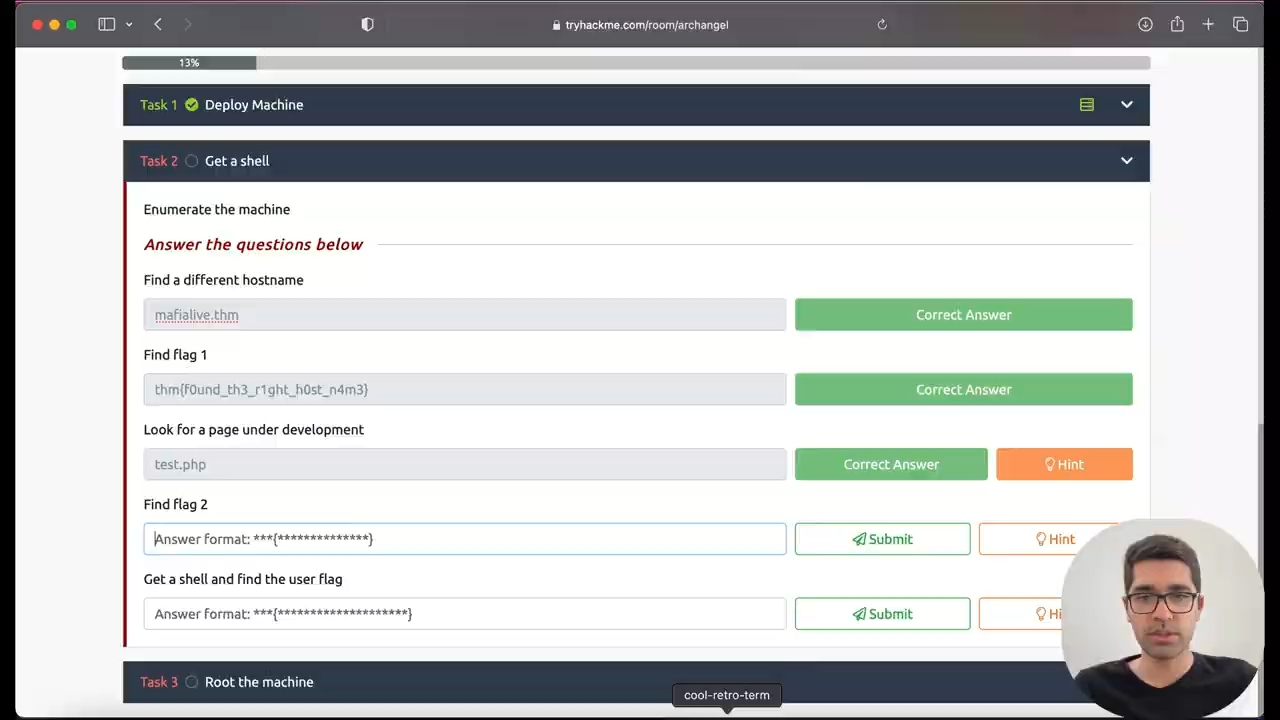 tryhackme.com/room/archangel
13%
Task 1 Deploy Machine
Task 2 Get a shell
Enumerate the machine
Answer the questions below
Find a different hostname
mafialive.thm Correct Answer
Find flag 1
thm{f0und_th3_r1ght_h0st_n4m3} Correct Answer
Look for a page under development
test.php Correct Answer Hint
Find flag 2
Answer format: ***{**************} Submit Hint
Get a shell and find the user flag
Answer format: ***{********************} Submit Hi
Task 3 Root the machine
cool-retro-term